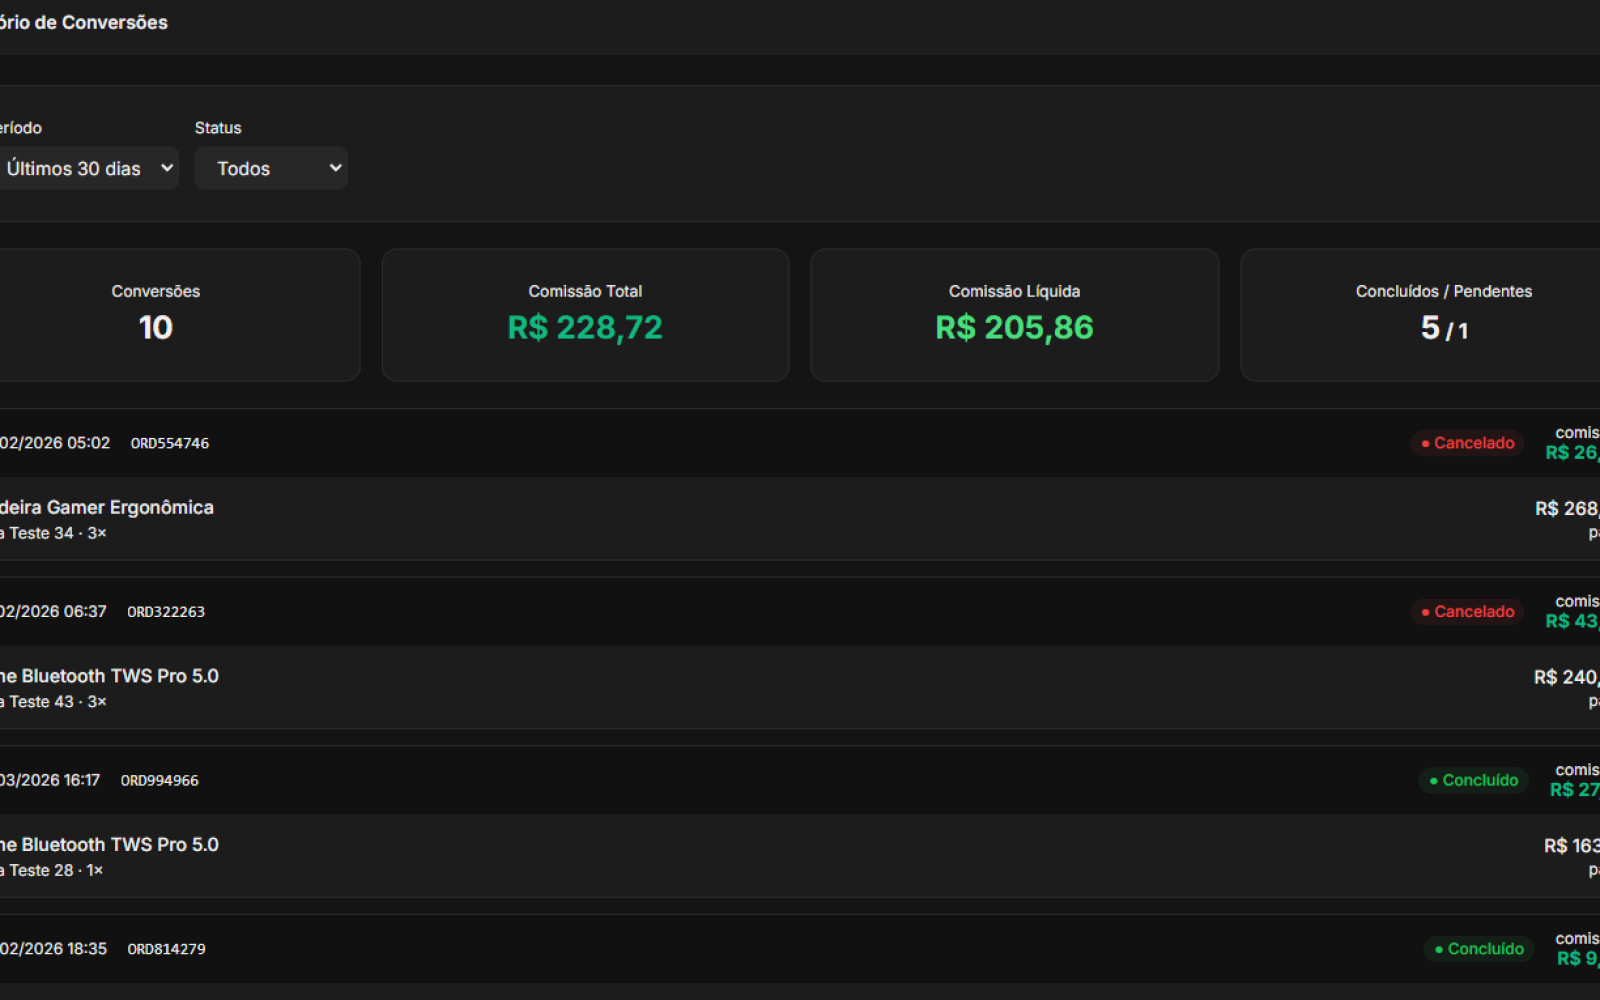 ório de Conversões
eríodo
Status
Últimos 30 dias
Todos
Conversões
10
Comissão Total
R$ 228,72
Comissão Líquida
R$ 205,86
Concluídos / Pendentes
5 / 1
02/2026 05:02 ORD554746
Cancelado
comis
R$ 26,
deira Gamer Ergonômica
a Teste 34 · 3×
R$ 268,
pa
02/2026 06:37 ORD322263
Cancelado
comis
R$ 43,
ne Bluetooth TWS Pro 5.0
a Teste 43 · 3×
R$ 240,
pa
03/2026 16:17 ORD994966
Concluído
comis
R$ 27,
ne Bluetooth TWS Pro 5.0
a Teste 28 · 1×
R$ 163
pa
02/2026 18:35 ORD814279
Concluído
comis
R$ 9,